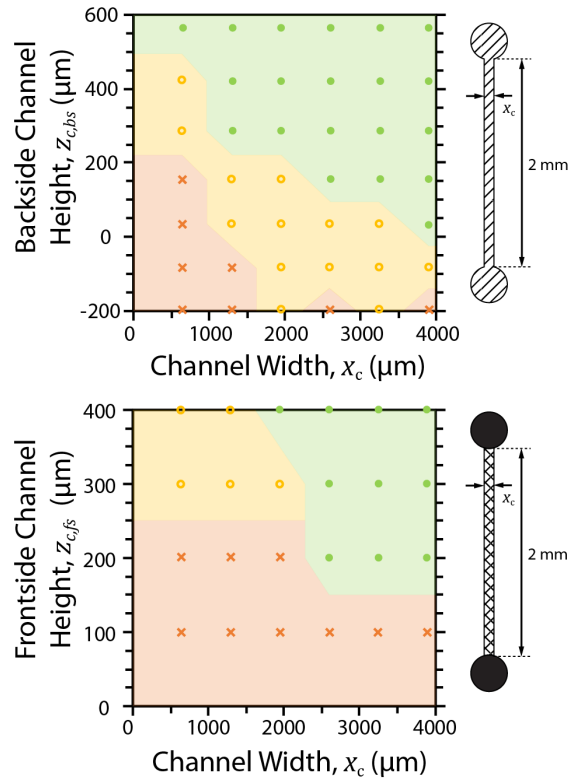 600
400
200
0
-200
Backside Channel
Height, z_c,bs (µm)
0 1000 2000 3000 4000
Channel Width, x_c (µm)
x_c
2 mm
400
300
200
100
0
Frontside Channel
Height, z_c,fs (µm)
0 1000 2000 3000 4000
Channel Width, x_c (µm)
x_c
2 mm